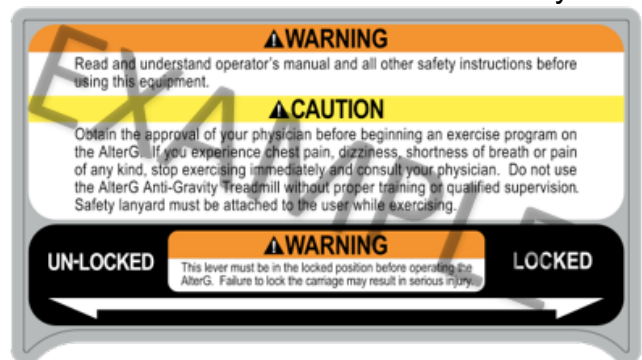 WARNING
Read and understand operator's manual and all other safety instructions before
using this equipment.
CAUTION
Obtain the approval of your physician before beginning an exercise program on
the AlterG. If you experience chest pain, dizziness, shortness of breath or pain
of any kind, stop exercising immediately and consult your physician. Do not use
the AlterG Anti-Gravity Treadmill without proper training or qualified supervision.
Safety lanyard must be attached to the user while exercising.
EXAMPLE
UN-LOCKED
WARNING
This lever must be in the locked position before operating the
AlterG. Failure to lock the carriage may result in serious injury.
LOCKED